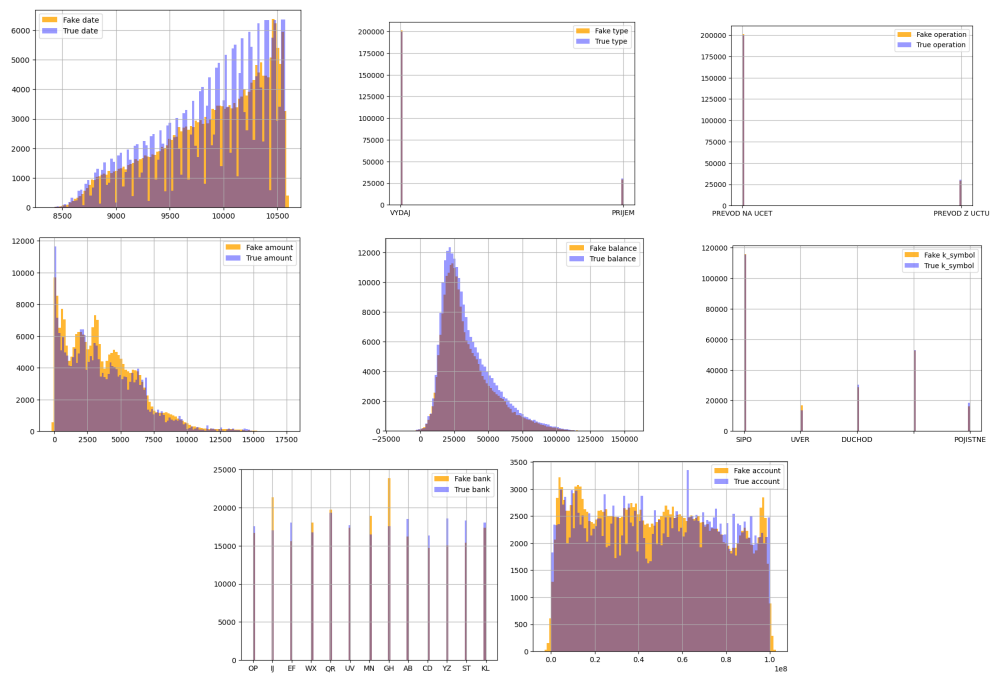 Fake date
True date
6000
5000
4000
3000
2000
1000
0
8500 9000 9500 10000 10500
Fake type
True type
200000
175000
150000
125000
100000
75000
50000
25000
0
VYDAJ PRIJEM
Fake operation
True operation
200000
175000
150000
125000
100000
75000
50000
25000
0
PREVOD NA UCET PREVOD Z UCTU
Fake amount
True amount
12000
10000
8000
6000
4000
2000
0
0 2500 5000 7500 10000 12500 15000 17500
Fake balance
True balance
12000
10000
8000
6000
4000
2000
0
−25000 0 25000 50000 75000 100000 125000 150000
Fake k_symbol
True k_symbol
120000
100000
80000
60000
40000
20000
0
SIPO UVER DUCHOD POJISTNE
Fake bank
True bank
25000
20000
15000
10000
5000
0
OP IJ EF WX QR UV MN GH AB CD YZ ST KL
Fake account
True account
3500
3000
2500
2000
1500
1000
500
0
0.0 0.2 0.4 0.6 0.8 1.0
1e8